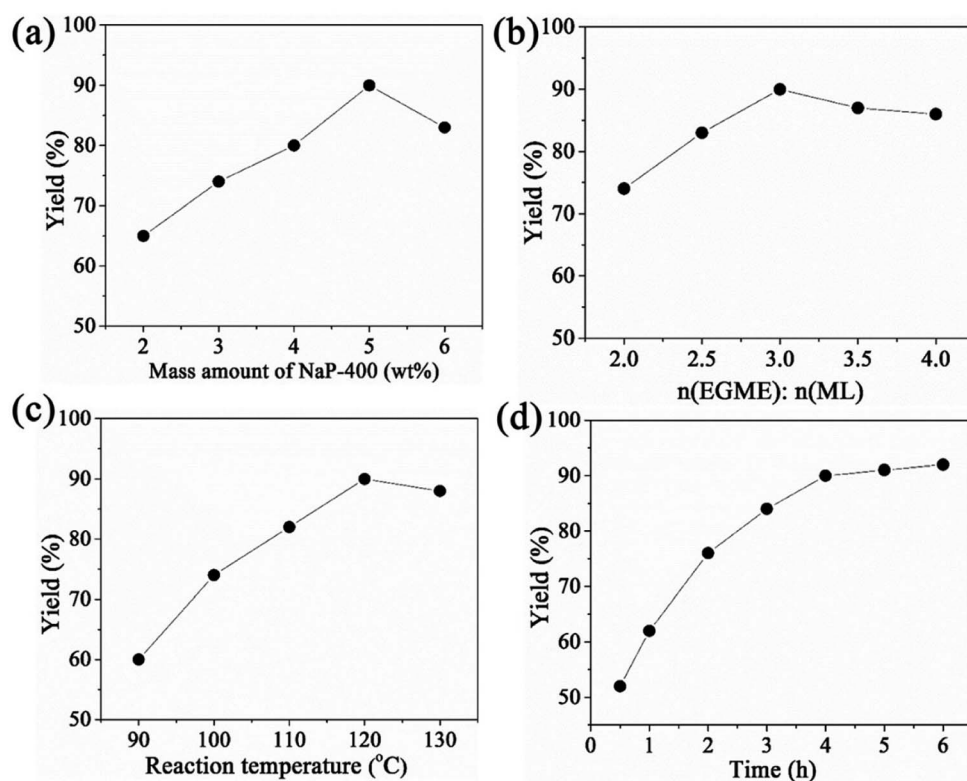 (a)
100
90
80
70
60
50
Yield (%)
2 3 4 5 6
Mass amount of NaP-400 (wt%)
(b)
100
90
80
70
60
50
Yield (%)
2.0 2.5 3.0 3.5 4.0
n(EGME): n(ML)
(c)
100
90
80
70
60
50
Yield (%)
90 100 110 120 130
Reaction temperature (°C)
(d)
100
90
80
70
60
50
Yield (%)
0 1 2 3 4 5 6
Time (h)